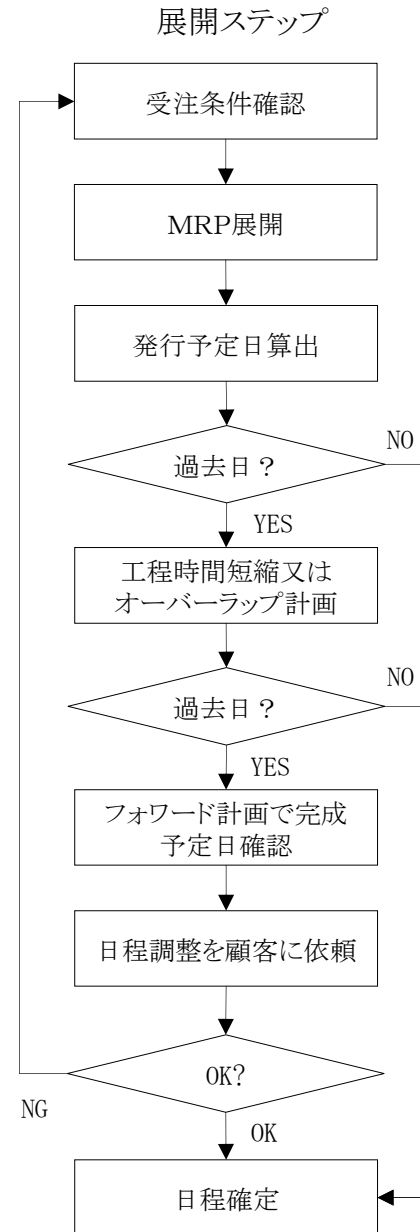 展開ステップ
受注条件確認
MRP展開
発行予定日算出
過去日？
NO
YES
工程時間短縮又は
オーバーラップ計画
過去日？
NO
YES
フォワード計画で完成
予定日確認
日程調整を顧客に依頼
OK?
NG
OK
日程確定